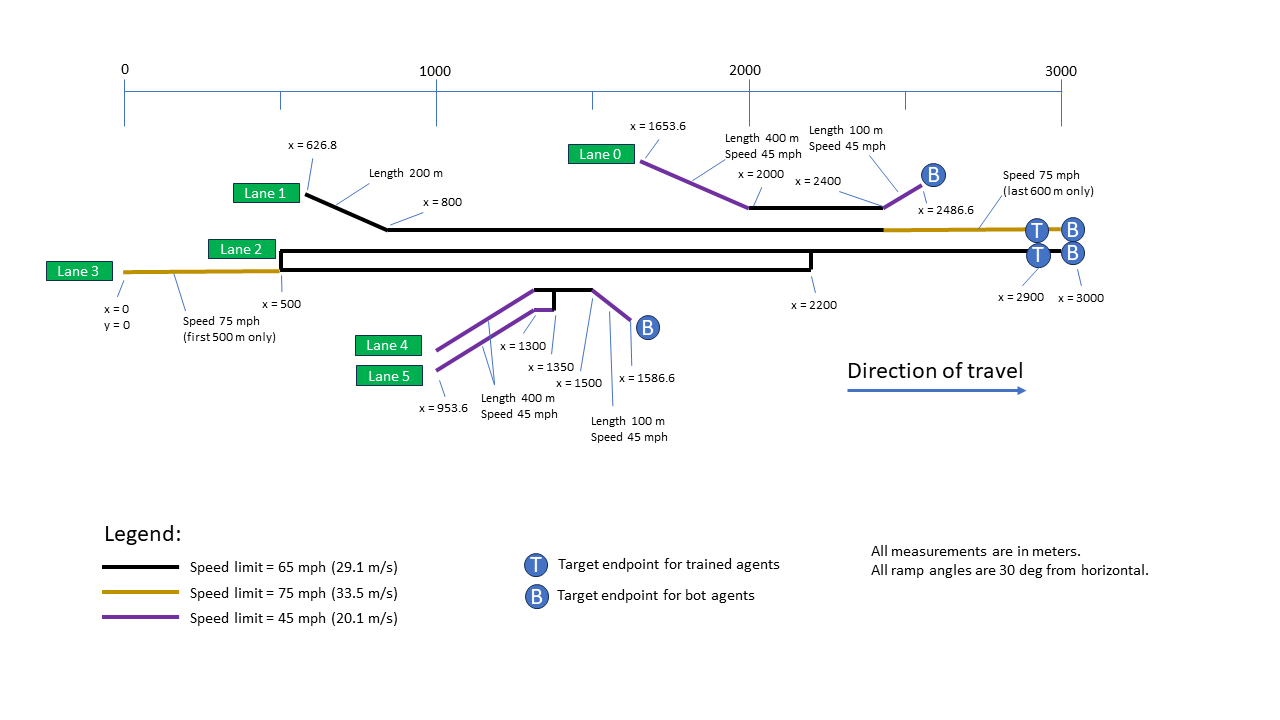 0
1000
2000
3000
x = 1653.6
Length 400 m
Speed 45 mph
Length 100 m
Speed 45 mph
x = 626.8
Lane 0
Length 200 m
x = 2000
x = 2400
B
Speed 75 mph
(last 600 m only)
Lane 1
x = 800
x = 2486.6
T
B
Lane 2
T
B
Lane 3
x = 0
y = 0
x = 500
Speed 75 mph
(first 500 m only)
x = 2200
x = 2900
x = 3000
B
Lane 4
x = 1300
Lane 5
x = 1350
x = 1500
x = 1586.6
x = 953.6
Length 400 m
Speed 45 mph
Length 100 m
Speed 45 mph
Direction of travel
Legend:
Speed limit = 65 mph (29.1 m/s)
Speed limit = 75 mph (33.5 m/s)
Speed limit = 45 mph (20.1 m/s)
T
Target endpoint for trained agents
B
Target endpoint for bot agents
All measurements are in meters.
All ramp angles are 30 deg from horizontal.